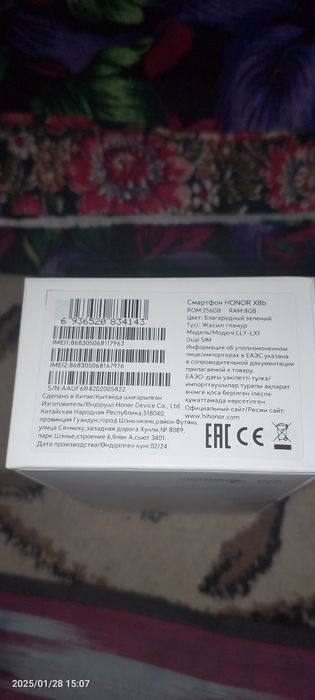 Смартфон HONOR X8b
ROM:256GB RAM:8GB
Цвет: Благородный зеленый
Түсі: Жасыл гламур
Модель/Моделі:LLY-LX1
Dual SIM
Информация об уполномоченном
лице/импортерах в ЕАЭС указана
в сопроводительной документации
прилагаемой к товару.
ЕАЭО-дағы уәкілетті тұлға/
импорттаушылар туралы ақпарат
өнімге қоса берілген ілеспе
құжаттамада көрсетілген.
Официальный сайт/Ресми сайт:
www.hihonor.com
6 936520 834143
IMEI1:868305068117963
IMEI2:868305068167976
S/N:AAUF6R4202005822
Сделано в Китае/Қытайда шығарылған
Изготовитель/Өндіруші:Honor Device Co., Ltd.
Китайская Народная Республика,518040,
провинция Гуандун,город Шэньчжэнь,район Футянь,
улица Сянмиху,западная дорога Хунли,№ 8089,
парк Шэнье,строение 6,блок А,сьют 3401.
Дата производства/Өндірілген күні:02/24
EAC CE
2025/01/28 15:07